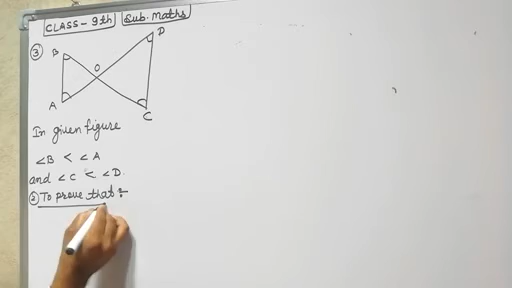 CLASS - 9th Sub. Maths
3
B
D
O
A
C
In given figure
∠B < ∠A
and ∠C < ∠D.
② To prove that:-